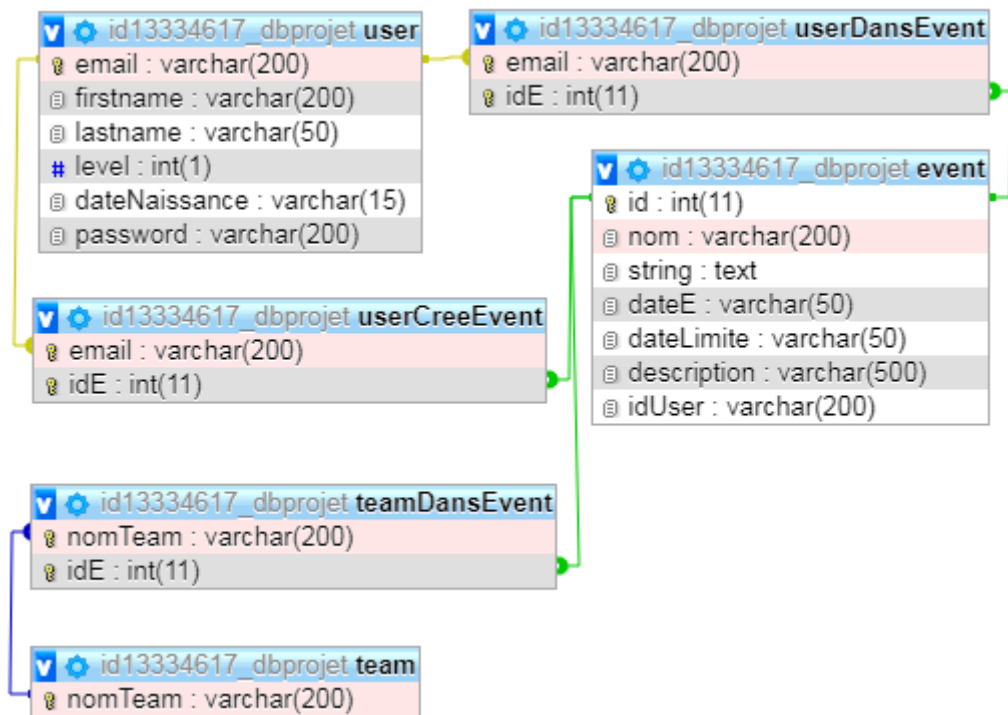 id13334617_dbprojet user
email : varchar(200)
firstname : varchar(200)
lastname : varchar(50)
# level : int(1)
dateNaissance : varchar(15)
password : varchar(200)
id13334617_dbprojet userDansEvent
email : varchar(200)
idE : int(11)
id13334617_dbprojet event
id : int(11)
nom : varchar(200)
string : text
dateE : varchar(50)
dateLimite : varchar(50)
description : varchar(500)
idUser : varchar(200)
id13334617_dbprojet userCreeEvent
email : varchar(200)
idE : int(11)
id13334617_dbprojet teamDansEvent
nomTeam : varchar(200)
idE : int(11)
id13334617_dbprojet team
nomTeam : varchar(200)